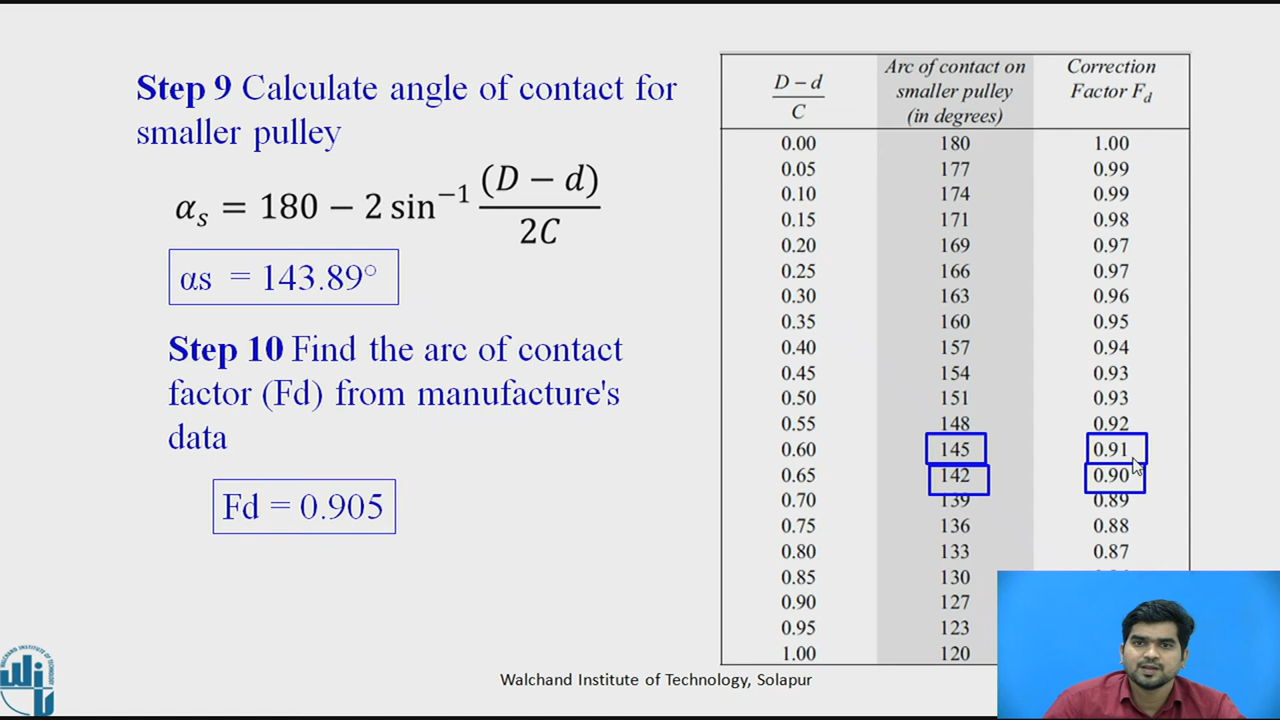 Step 9 Calculate angle of contact for
smaller pulley
αₛ = 180 − 2 sin⁻¹ (D − d) / 2C
αs = 143.89°
Step 10 Find the arc of contact
factor (Fd) from manufacture's
data
Fd = 0.905
D − d / C
Arc of contact on
smaller pulley
(in degrees)
Correction
Factor F_d
0.00 180 1.00
0.05 177 0.99
0.10 174 0.99
0.15 171 0.98
0.20 169 0.97
0.25 166 0.97
0.30 163 0.96
0.35 160 0.95
0.40 157 0.94
0.45 154 0.93
0.50 151 0.93
0.55 148 0.92
0.60 145 0.91
0.65 142 0.90
0.70 139 0.89
0.75 136 0.88
0.80 133 0.87
0.85 130
0.90 127
0.95 123
1.00 120
Walchand Institute of Technology, Solapur